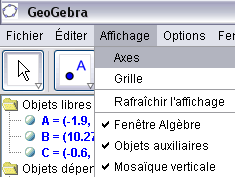 GeoGebra
Fichier Éditer Affichage Options
Axes
Grille
Rafraîchir l'affichage
Fenêtre Algèbre
Objets auxiliaires
Mosaïque verticale
A
Objets libres
A = (-1.9,
B = (10.27
C = (-0.6,
Objets dépen